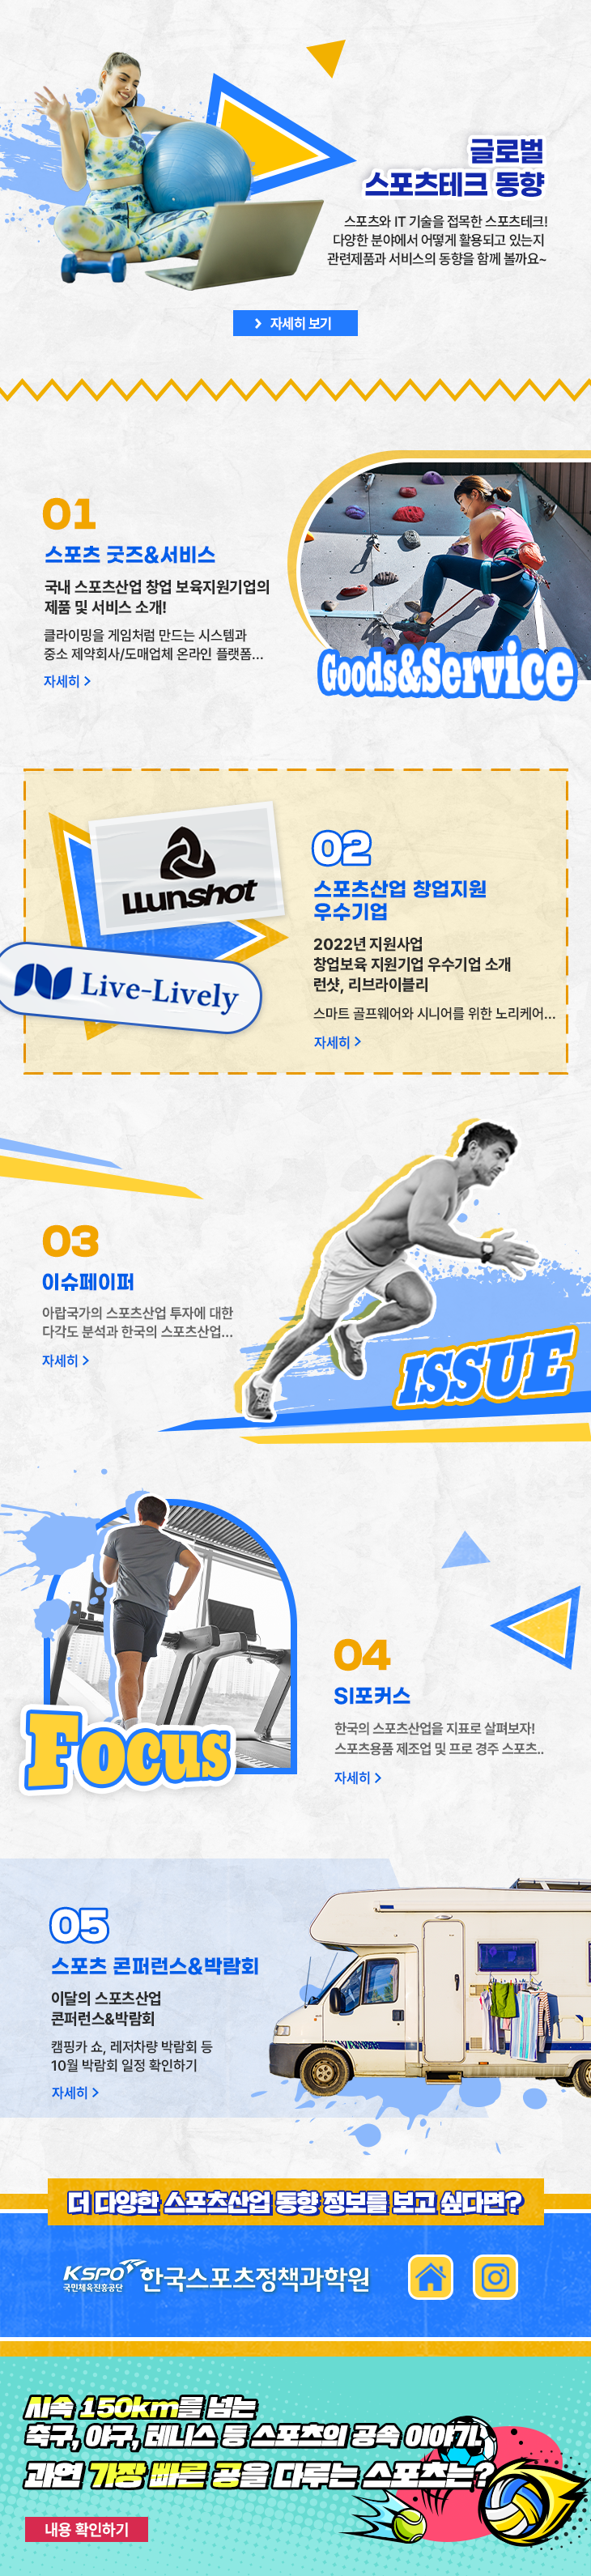 글로벌
스포츠테크 동향
스포츠와 IT 기술을 접목한 스포츠테크!
다양한 분야에서 어떻게 활용되고 있는지
관련제품과 서비스의 동향을 함께 볼까요~
> 자세히 보기
01
스포츠 굿즈&서비스
국내 스포츠산업 창업 보육지원기업의
제품 및 서비스 소개!
클라이밍을 게임처럼 만드는 시스템과
중소 제약회사/도매업체 온라인 플랫폼...
자세히 >
Goods&Service
LLunshot
Live-Lively
02
스포츠산업 창업지원
우수기업
2022년 지원사업
창업보육 지원기업 우수기업 소개
런샷, 리브라이블리
스마트 골프웨어와 시니어를 위한 노리케어...
자세히 >
03
이슈페이퍼
아랍국가의 스포츠산업 투자에 대한
다각도 분석과 한국의 스포츠산업...
자세히 >
ISSUE
Focus
04
SI포커스
한국의 스포츠산업을 지표로 살펴보자!
스포츠용품 제조업 및 프로 경주 스포츠..
자세히 >
05
스포츠 콘퍼런스&박람회
이달의 스포츠산업
콘퍼런스&박람회
캠핑카 쇼, 레저차량 박람회 등
10월 박람회 일정 확인하기
자세히 >
더 다양한 스포츠산업 동향 정보를 보고 싶다면?
KSPO 국민체육진흥공단 한국스포츠정책과학원
시속 150km를 넘는
축구, 야구, 테니스 등 스포츠의 공속 이야기,
과연 가장 빠른 공을 다루는 스포츠는?
내용 확인하기